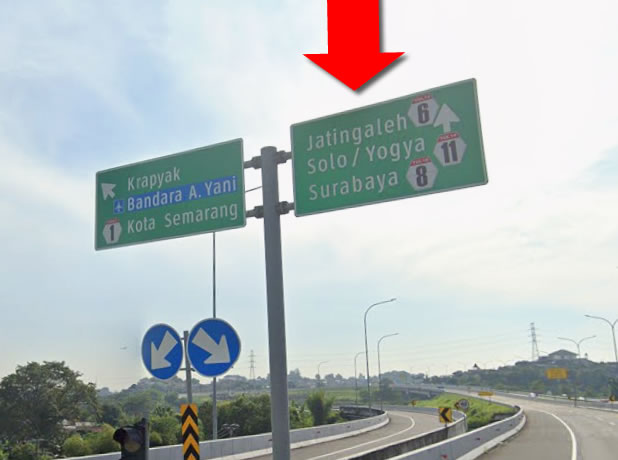 Krapyak
Bandara A. Yani
1 Kota Semarang
Jatingaleh 6
Solo / Yogya 11
Surabaya 8